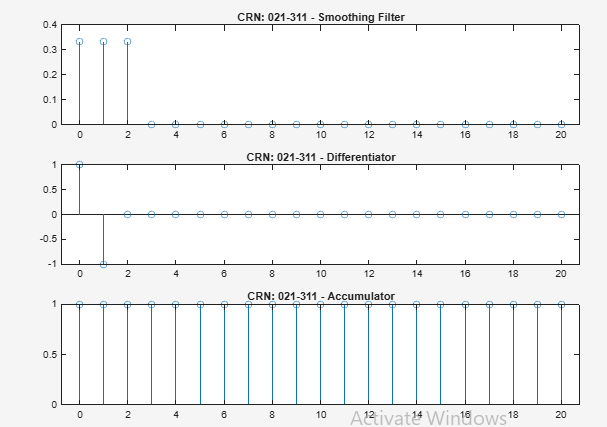 CRN: 021-311 - Smoothing Filter
0.4
0.3
0.2
0.1
0
0 2 4 6 8 10 12 14 16 18 20
CRN: 021-311 - Differentiator
1
0.5
0
-0.5
-1
0 2 4 6 8 10 12 14 16 18 20
CRN: 021-311 - Accumulator
1
0.5
0
0 2 4 6 8 10 12 14 16 18 20
Activate Windows